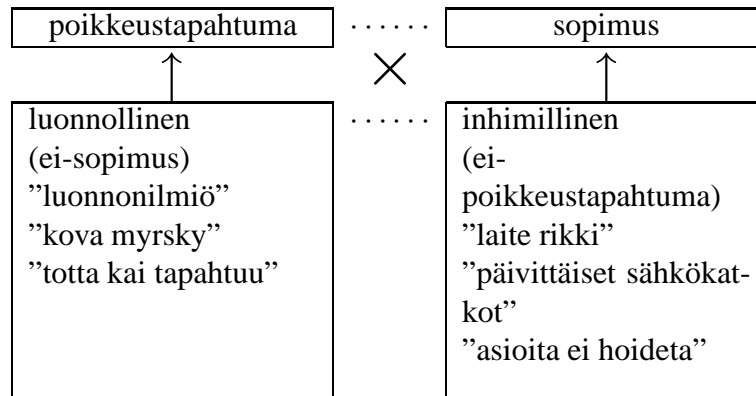 poikkeustapahtuma ...... sopimus
luonnollinen
(ei-sopimus)
”luonnonilmiö”
”kova myrsky”
”totta kai tapahtuu”
......
inhimillinen
(ei-
poikkeustapahtuma)
”laite rikki”
”päivittäiset sähkökat-
kot”
”asioita ei hoideta”